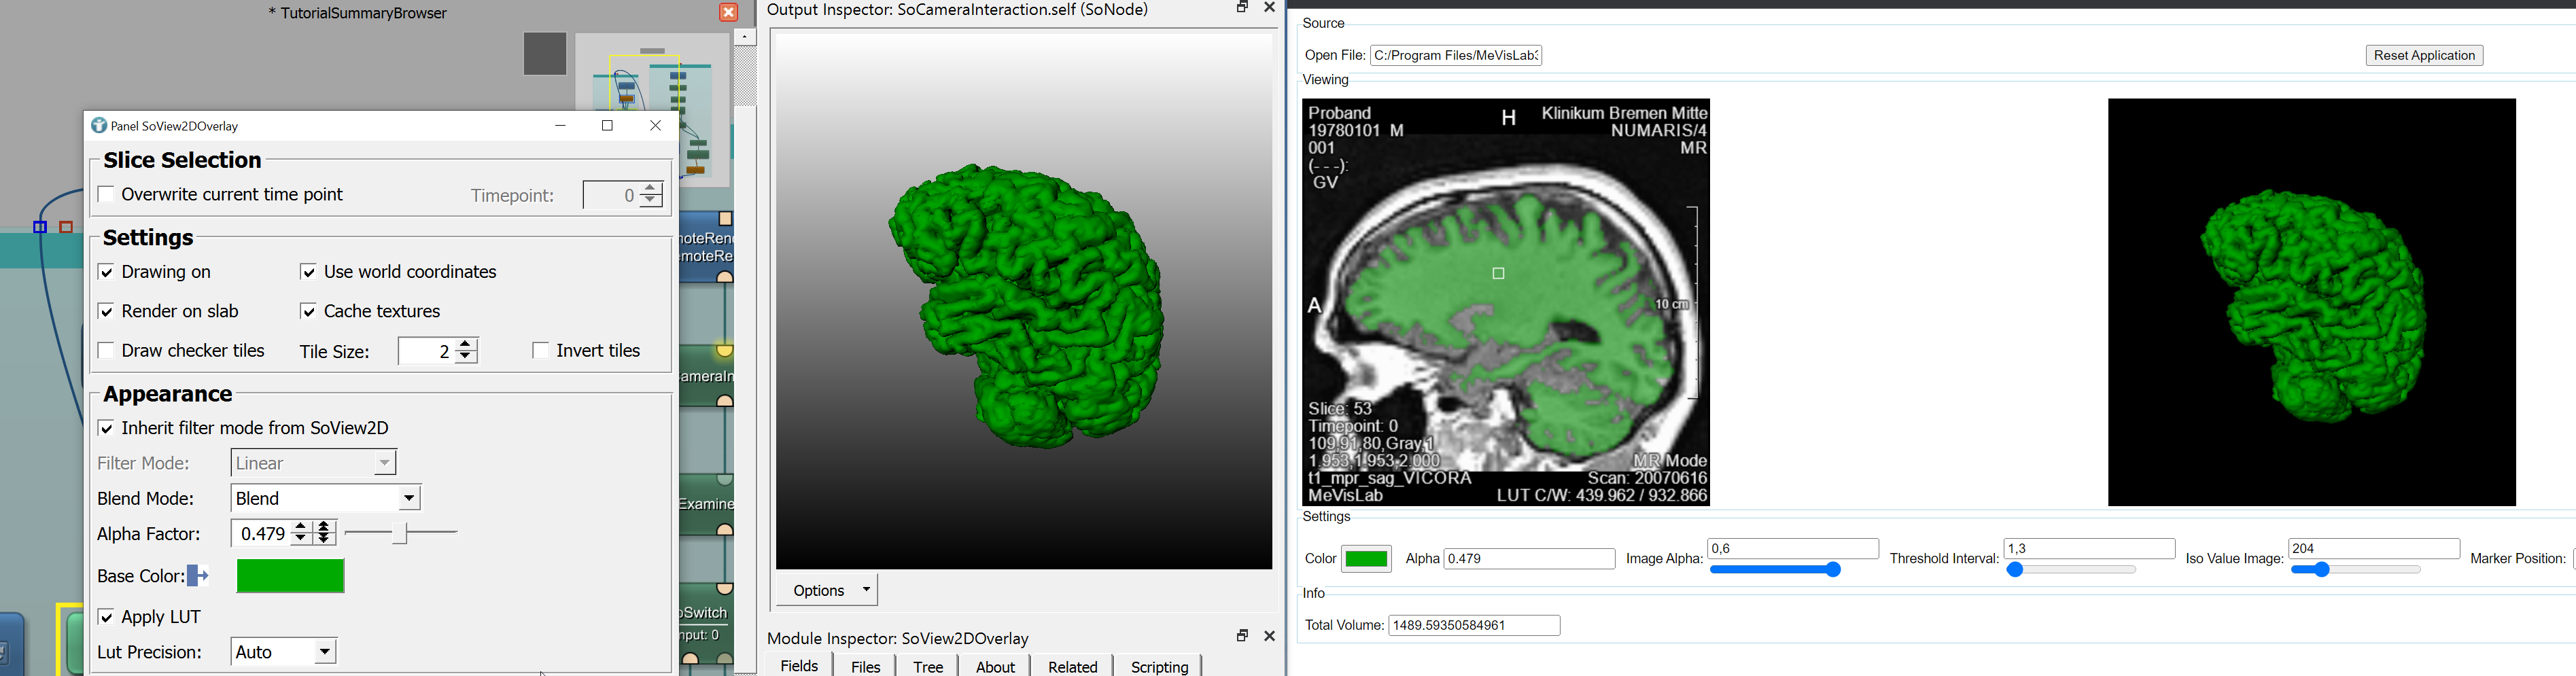 * TutorialSummaryBrowser
Panel SoView2DOverlay
Slice Selection
Overwrite current time point
Timepoint:
0
Settings
Drawing on
Use world coordinates
Render on slab
Cache textures
Draw checker tiles
Tile Size:
2
Invert tiles
Appearance
Inherit filter mode from SoView2D
Filter Mode:
Linear
Blend Mode:
Blend
Alpha Factor:
0.479
Base Color:
Apply LUT
Lut Precision:
Auto
Output Inspector: SoCameraInteraction.self (SoNode)
Options
Module Inspector: SoView2DOverlay
Fields
Files
Tree
About
Related
Scripting
Source
Open File:
C:/Program Files/MeVisLab
Reset Application
Viewing
Proband
19780101 M
001
(- - -):
GV
H
Klinikum Bremen Mitte
NUMARIS/4
MR
A
10 cm
Slice: 53
Timepoint: 0
109,91,80,Gray,1
1.953,1.953,2.000
t1_mpr_sag_VICORA
MeVisLab
MR Mode
Scan: 20070616
LUT C/W: 439.962 / 932.866
Settings
Color
Alpha
0.479
Image Alpha:
0,6
Threshold Interval:
1,3
Iso Value Image:
204
Marker Position:
Info
Total Volume:
1489.59350584961